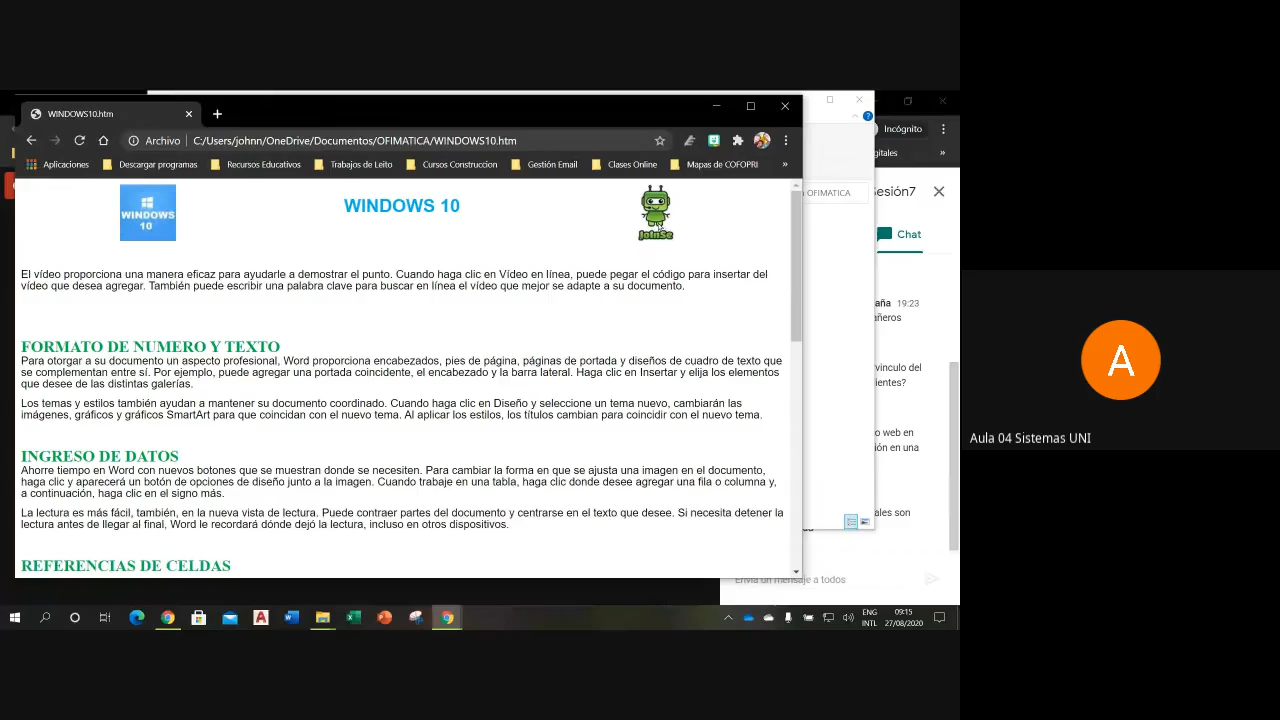 WINDOWS10.htm
Archivo
C:/Users/johnn/OneDrive/Documentos/OFIMATICA/WINDOWS10.htm
Incógnito
Aplicaciones
Descargar programas
Recursos Educativos
Trabajos de Leito
Cursos Construccion
Gestión Email
Clases Online
Mapas de COFOPRI
»
igitales
»
OFIMATICA
esión7
Chat
WINDOWS
10
WINDOWS 10
JoinSe
El vídeo proporciona una manera eficaz para ayudarle a demostrar el punto. Cuando haga clic en Vídeo en línea, puede pegar el código para insertar del
vídeo que desea agregar. También puede escribir una palabra clave para buscar en línea el vídeo que mejor se adapte a su documento.
aña 19:23
añeros
FORMATO DE NUMERO Y TEXTO
Para otorgar a su documento un aspecto profesional, Word proporciona encabezados, pies de página, páginas de portada y diseños de cuadro de texto que
se complementan entre sí. Por ejemplo, puede agregar una portada coincidente, el encabezado y la barra lateral. Haga clic en Insertar y elija los elementos
que desee de las distintas galerías.
vinculo del
ientes?
Los temas y estilos también ayudan a mantener su documento coordinado. Cuando haga clic en Diseño y seleccione un tema nuevo, cambiarán las
imágenes, gráficos y gráficos SmartArt para que coincidan con el nuevo tema. Al aplicar los estilos, los títulos cambian para coincidir con el nuevo tema.
o web en
ión en una
INGRESO DE DATOS
Ahorre tiempo en Word con nuevos botones que se muestran donde se necesiten. Para cambiar la forma en que se ajusta una imagen en el documento,
haga clic y aparecerá un botón de opciones de diseño junto a la imagen. Cuando trabaje en una tabla, haga clic donde desee agregar una fila o columna y,
a continuación, haga clic en el signo más.
La lectura es más fácil, también, en la nueva vista de lectura. Puede contraer partes del documento y centrarse en el texto que desee. Si necesita detener la
lectura antes de llegar al final, Word le recordará dónde dejó la lectura, incluso en otros dispositivos.
ales son
REFERENCIAS DE CELDAS
Envía un mensaje a todos
A
Aula 04 Sistemas UNI
ENG
INTL
09:15
27/08/2020